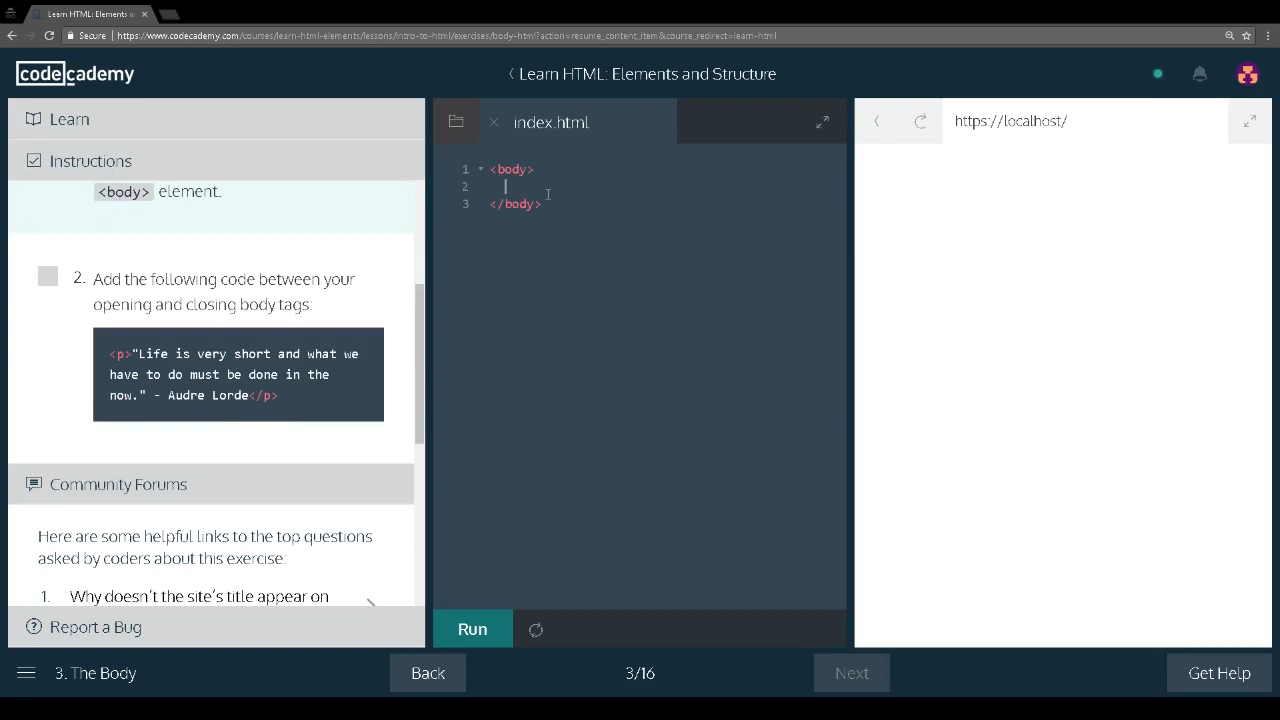 Learn HTML: Elements an
Secure
https://www.codecademy.com/courses/learn-html-elements/lessons/intro-to-html/exercises/body-html?action=resume_content_item&course_redirect=learn-html
codecademy
Learn HTML: Elements and Structure
Learn
Instructions
<body> element.
2. Add the following code between your
opening and closing body tags:
<p>"Life is very short and what we
have to do must be done in the
now." - Audre Lorde</p>
Community Forums
Here are some helpful links to the top questions
asked by coders about this exercise:
1. Why doesn't the site's title appear on
Report a Bug
index.html
1 <body>
2
3 </body>
Run
https://localhost/
3. The Body
Back
3/16
Next
Get Help